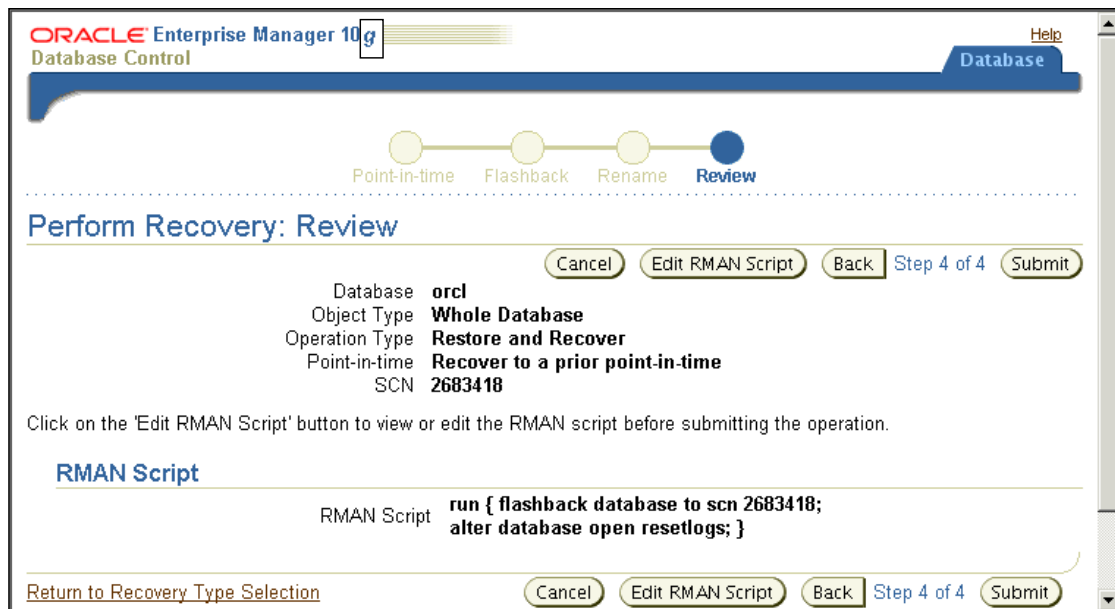 ORACLE Enterprise Manager 10g
Database Control
Help
Database
Point-in-time Flashback Rename Review
Perform Recovery: Review
Cancel Edit RMAN Script Back Step 4 of 4 Submit
Database orcl
Object Type Whole Database
Operation Type Restore and Recover
Point-in-time Recover to a prior point-in-time
SCN 2683418
Click on the 'Edit RMAN Script' button to view or edit the RMAN script before submitting the operation.
RMAN Script
RMAN Script run { flashback database to scn 2683418;
alter database open resetlogs; }
Return to Recovery Type Selection Cancel Edit RMAN Script Back Step 4 of 4 Submit